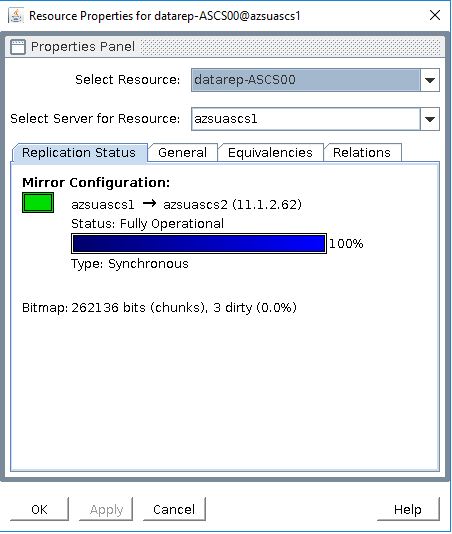 Resource Properties for datarep-ASCS00@azsuascs1
Properties Panel
Select Resource: datarep-ASCS00
Select Server for Resource: azsuascs1
Replication Status General Equivalencies Relations
Mirror Configuration:
azsuascs1 → azsuascs2 (11.1.2.62)
Status: Fully Operational
100%
Type: Synchronous
Bitmap: 262136 bits (chunks), 3 dirty (0.0%)
OK Apply Cancel Help